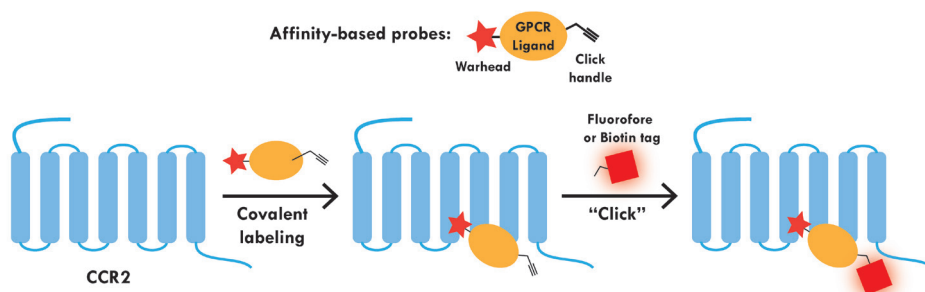 Affinity-based probes:
GPCR
Ligand
Warhead
Click
handle
Fluorofore
or Biotin tag
Covalent
labeling
“Click”
CCR2